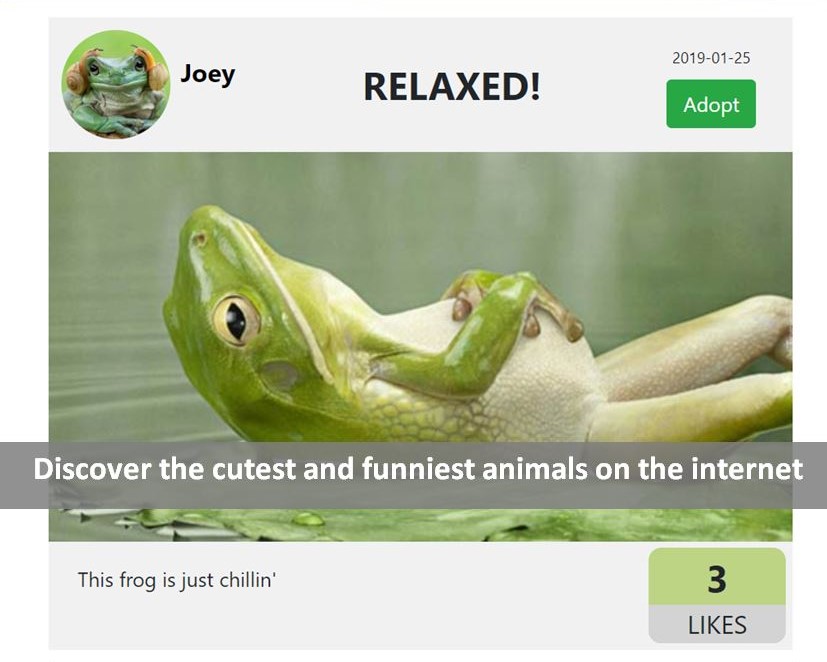 Joey
RELAXED!
2019-01-25
Adopt
Discover the cutest and funniest animals on the internet
This frog is just chillin'
3
LIKES